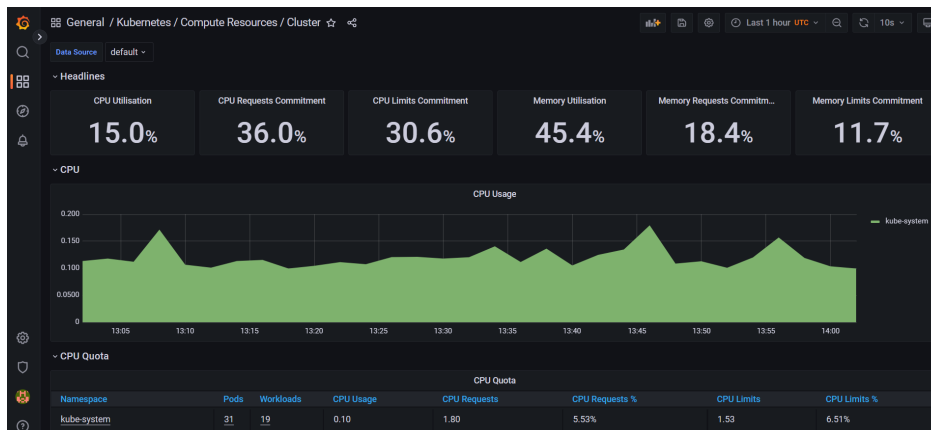 General / Kubernetes / Compute Resources / Cluster
Last 1 hour UTC
10s
Data Source default
Headlines
CPU Utilisation
15.0%
CPU Requests Commitment
36.0%
CPU Limits Commitment
30.6%
Memory Utilisation
45.4%
Memory Requests Commitm...
18.4%
Memory Limits Commitment
11.7%
CPU
CPU Usage
0.200
0.150
0.100
0.0500
0
13:05 13:10 13:15 13:20 13:25 13:30 13:35 13:40 13:45 13:50 13:55 14:00
kube-system
CPU Quota
CPU Quota
Namespace Pods Workloads CPU Usage CPU Requests CPU Requests % CPU Limits CPU Limits %
kube-system 31 19 0.10 1.80 5.53% 1.53 6.51%